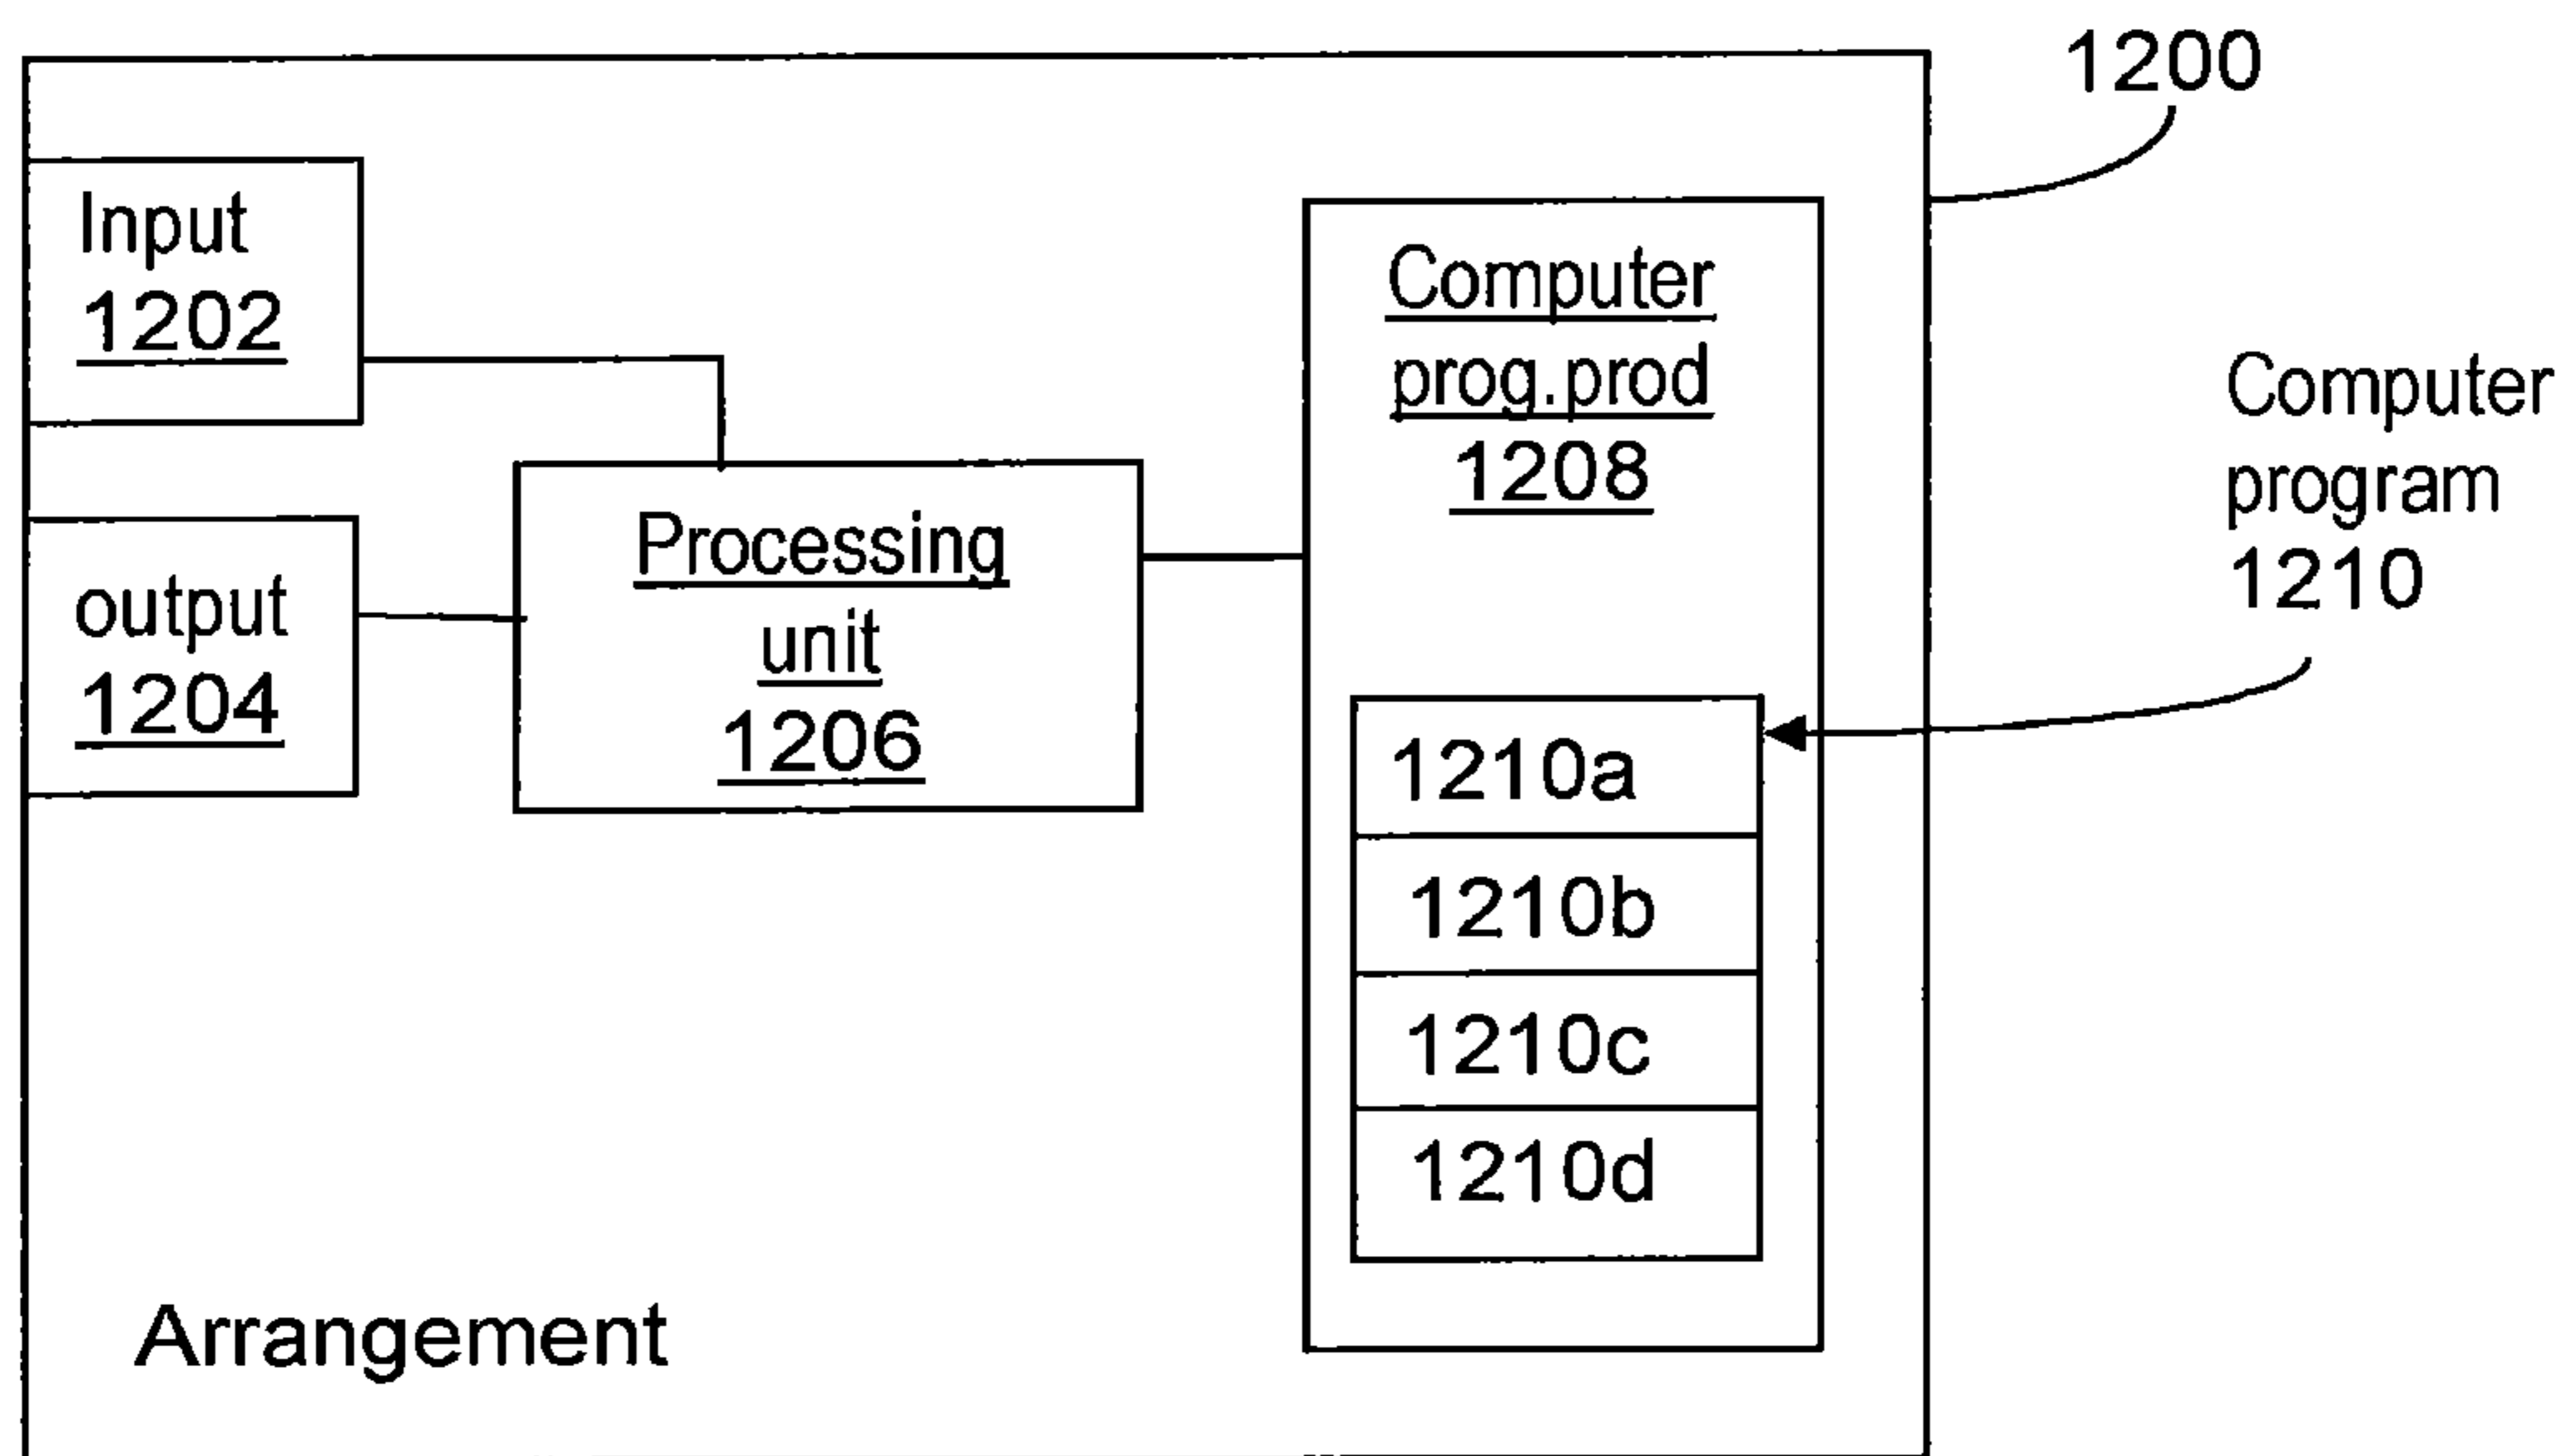 1200
Input
1202
Computer
prog.prod
1208
Computer
program
1210
Processing
unit
1206
output
1204
1210a
1210b
1210c
1210d
Arrangement